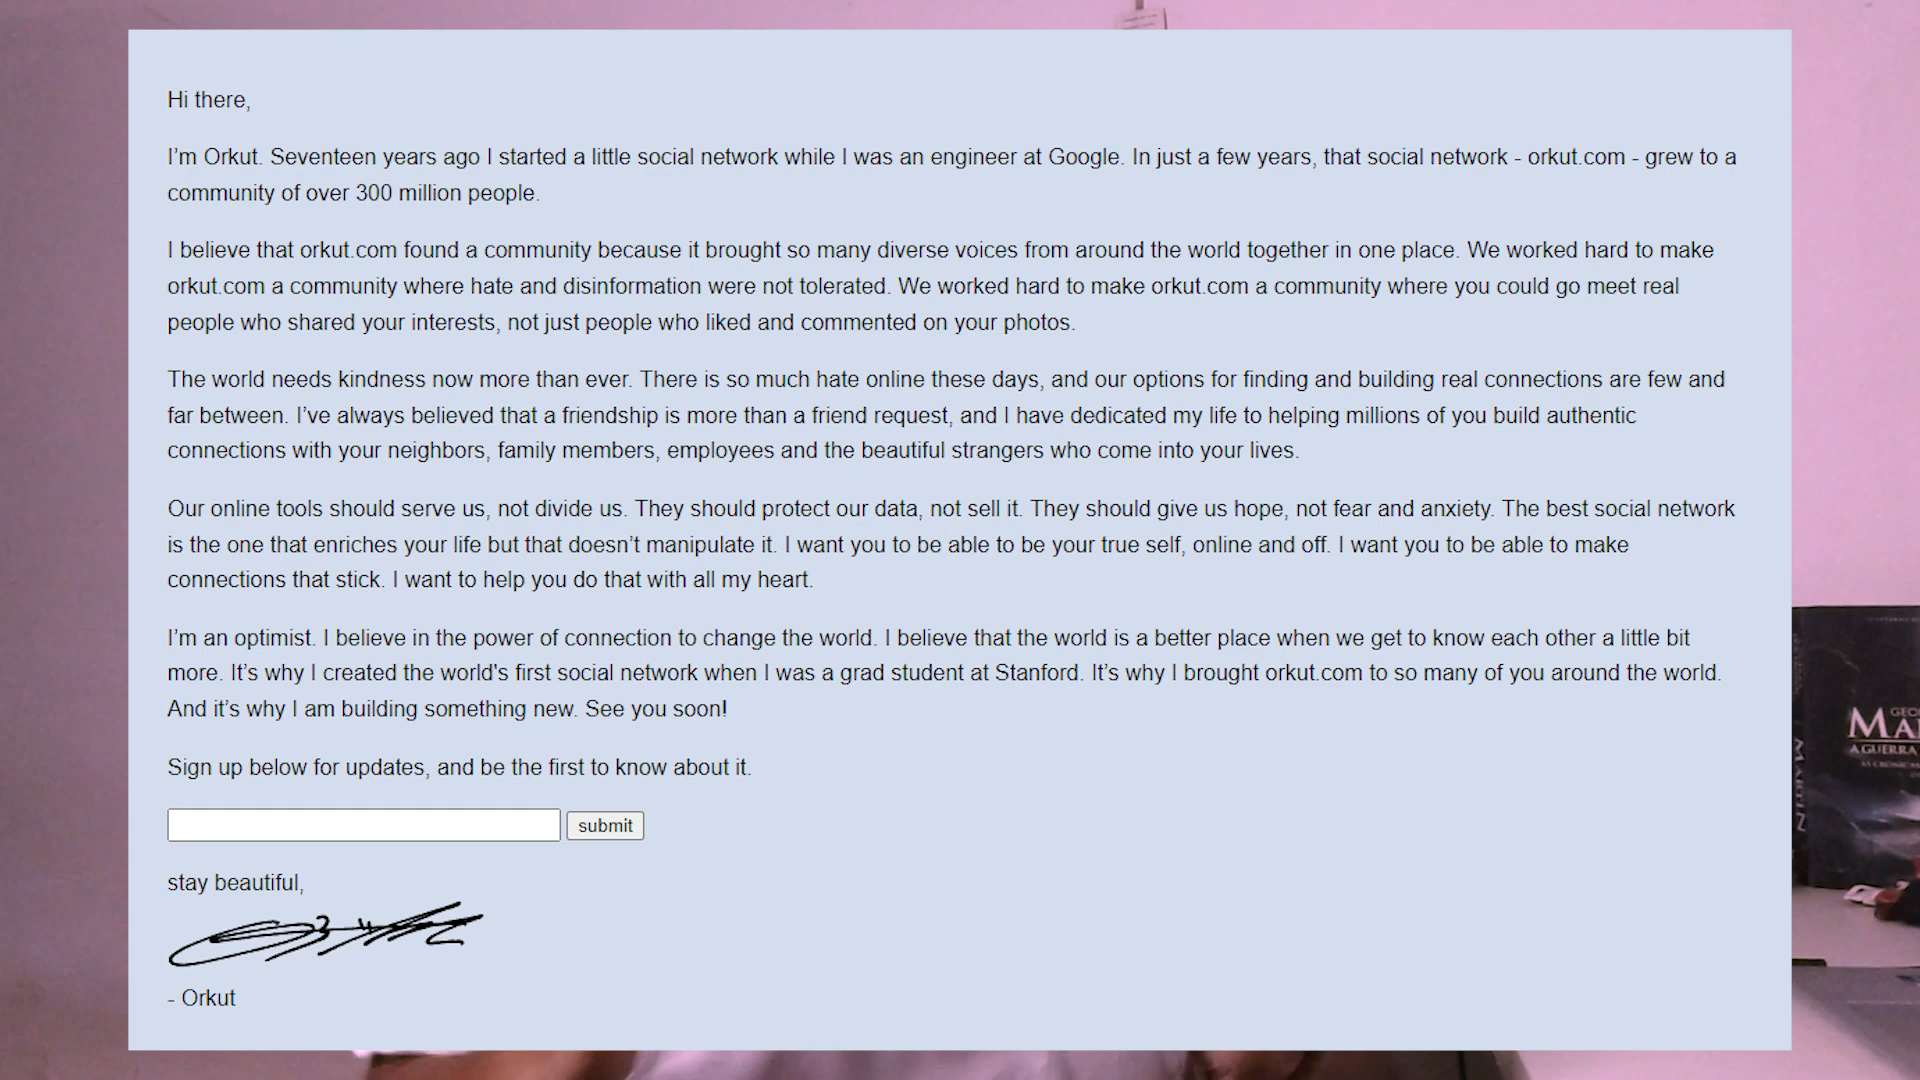 Hi there,
I’m Orkut. Seventeen years ago I started a little social network while I was an engineer at Google. In just a few years, that social network - orkut.com - grew to a
community of over 300 million people.
I believe that orkut.com found a community because it brought so many diverse voices from around the world together in one place. We worked hard to make
orkut.com a community where hate and disinformation were not tolerated. We worked hard to make orkut.com a community where you could go meet real
people who shared your interests, not just people who liked and commented on your photos.
The world needs kindness now more than ever. There is so much hate online these days, and our options for finding and building real connections are few and
far between. I’ve always believed that a friendship is more than a friend request, and I have dedicated my life to helping millions of you build authentic
connections with your neighbors, family members, employees and the beautiful strangers who come into your lives.
Our online tools should serve us, not divide us. They should protect our data, not sell it. They should give us hope, not fear and anxiety. The best social network
is the one that enriches your life but that doesn’t manipulate it. I want you to be able to be your true self, online and off. I want you to be able to make
connections that stick. I want to help you do that with all my heart.
I’m an optimist. I believe in the power of connection to change the world. I believe that the world is a better place when we get to know each other a little bit
more. It’s why I created the world's first social network when I was a grad student at Stanford. It’s why I brought orkut.com to so many of you around the world.
And it’s why I am building something new. See you soon!
Sign up below for updates, and be the first to know about it.
submit
stay beautiful,
- Orkut
MARTIN
A GUERRA